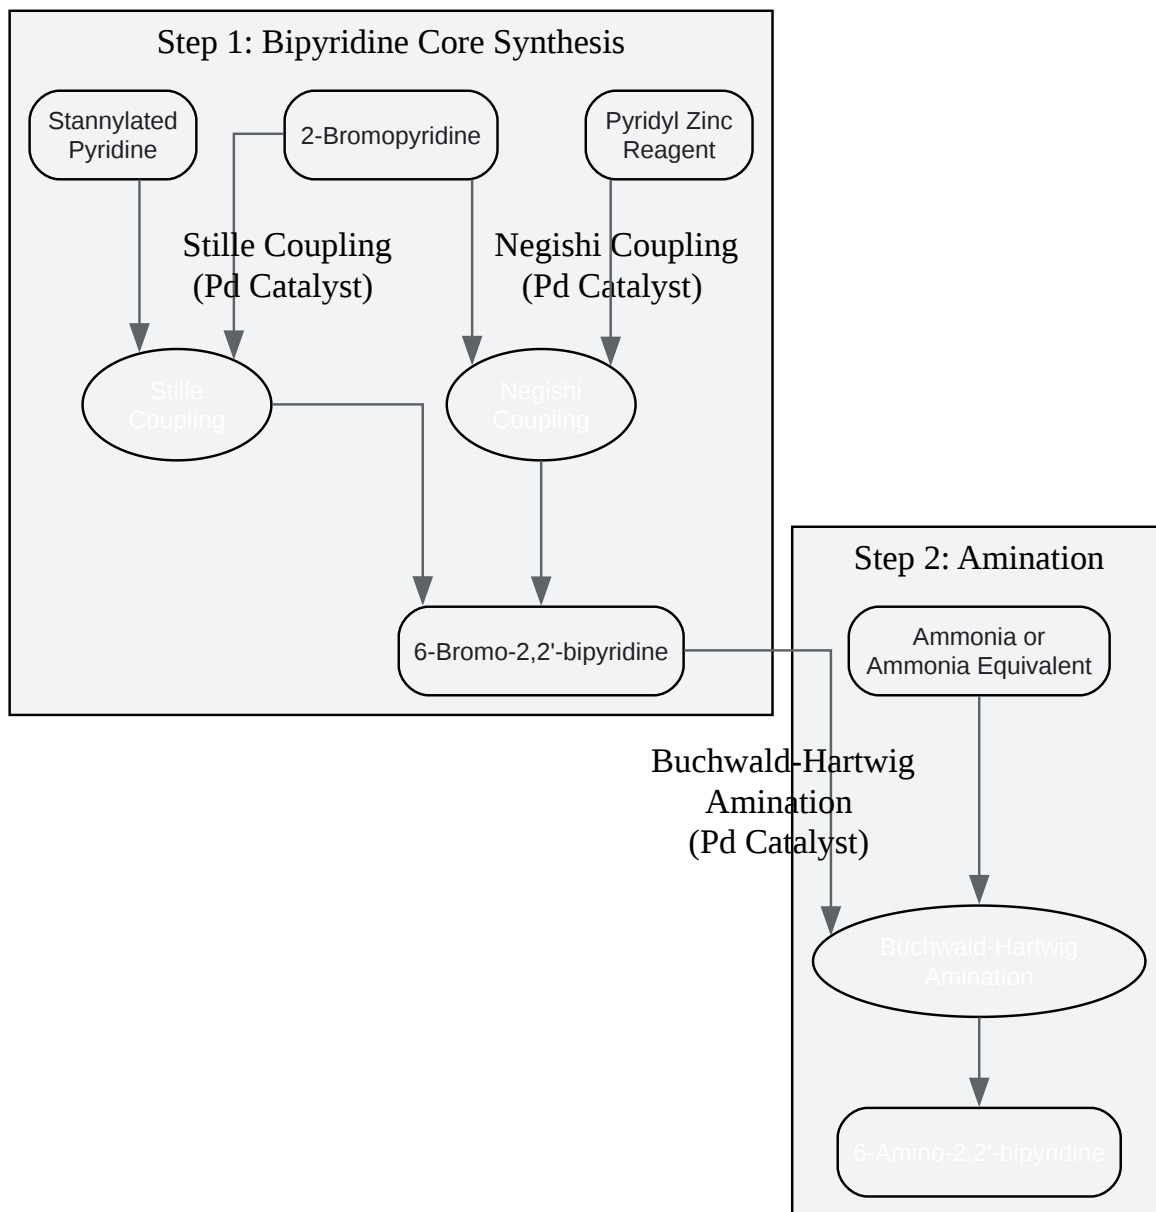 Step 1: Bipyridine Core Synthesis
Stannylated
Pyridine
2-Bromopyridine
Pyridyl Zinc
Reagent
Stille Coupling
(Pd Catalyst)
Negishi Coupling
(Pd Catalyst)
Stille
Coupling
Negishi
Coupling
6-Bromo-2,2'-bipyridine
Step 2: Amination
Ammonia or
Ammonia Equivalent
Buchwald-Hartwig
Amination
(Pd Catalyst)
Buchwald-Hartwig
Amination
6-Amino-2,2'-bipyridine